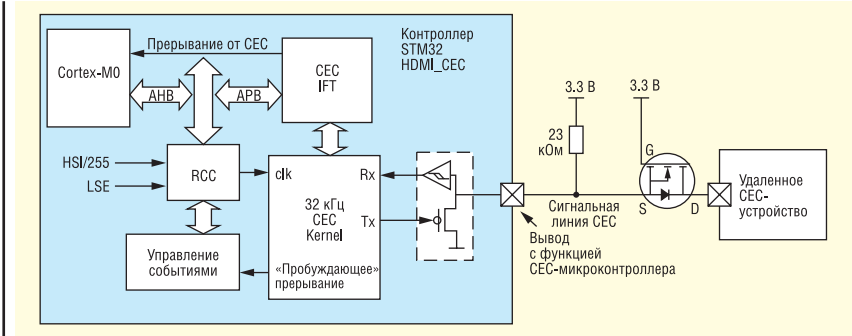 Прерывание от CEC
Контроллер
STM32
HDMI_CEC
Cortex-M0
CEC
IFT
AHB
APB
3.3 В
3.3 В
23
кОм
HSI/255
LSE
RCC
clk
Rx
32 кГц
CEC
Kernel
Tx
G
S
D
Сигнальная
линия CEC
Удаленное
CEC-
устройство
Вывод
с функцией
CEC-микроконтроллера
Управление
событиями
«Пробуждающее»
прерывание